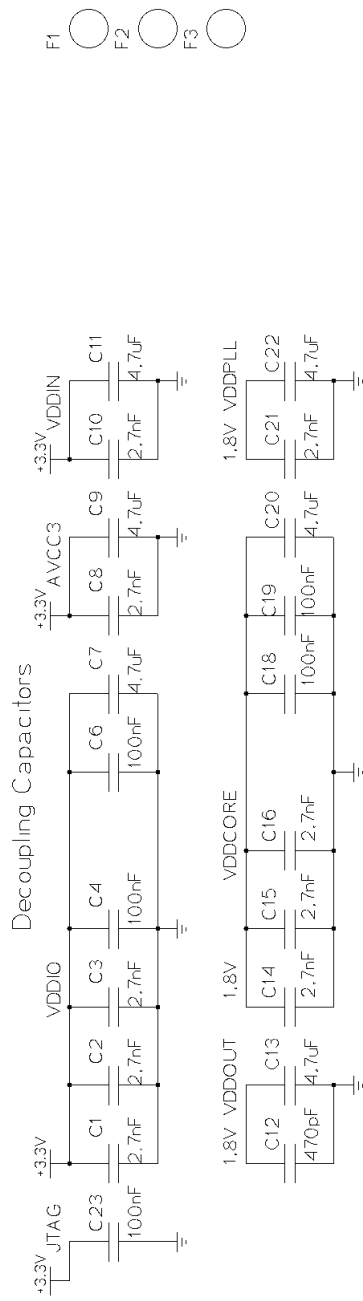 Decoupling Capacitors
+3.3V JTAG
C23
100nF
+3.3V VDDIO
C1
2.7nF
C2
2.7nF
C3
2.7nF
C4
100nF
C6
100nF
C7
4.7uF
+3.3V AVCC3
C8
2.7nF
C9
4.7uF
+3.3V VDDIN
C10
2.7nF
C11
4.7uF
1.8V VDDOUT
C12
470pF
C13
4.7uF
1.8V VDDCORE
C14
2.7nF
C15
2.7nF
C16
2.7nF
C18
100nF
C19
100nF
C20
4.7uF
1.8V VDDPLL
C21
2.7nF
C22
4.7uF
F1
F2
F3